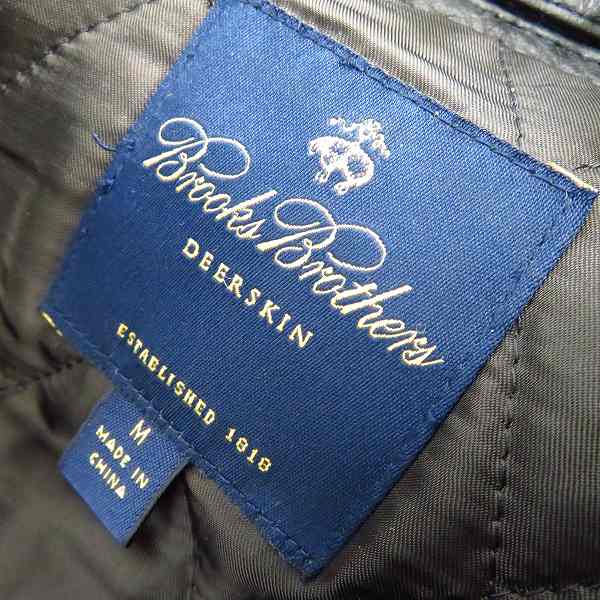 Brooks Brothers
DEERSKIN
ESTABLISHED 1818
M
MADE IN
CHINA